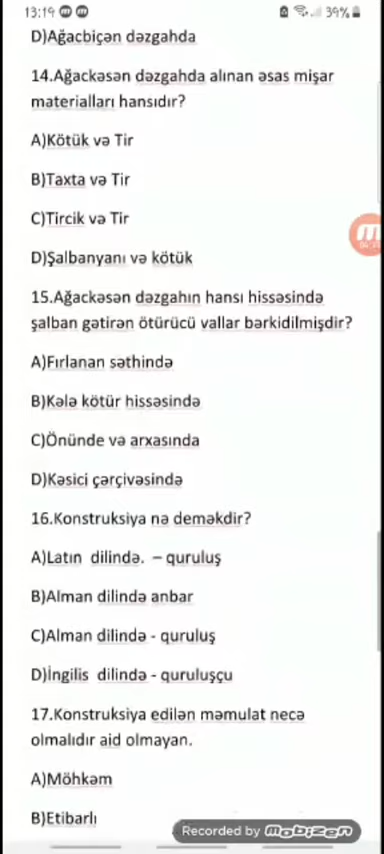 13:19
39%
D)Ağacbiçən dəzgahda
14.Ağackəsən dəzgahda alınan əsas mişar
materialları hansıdır?
A)Kötük və Tir
B)Taxta və Tir
C)Tircik və Tir
D)Şalbanyanı və kötük
15.Ağackəsən dəzgahın hansı hissəsində
şalban gətirən ötürücü vallar bərkidilmişdir?
A)Fırlanan səthində
B)Kələ kötür hissəsində
C)Önündə və arxasında
D)Kəsici çərçivəsində
16.Konstruksiya nə deməkdir?
A)Latın dilində. – quruluş
B)Alman dilində anbar
C)Alman dilində - quruluş
D)İngilis dilində - quruluşçu
17.Konstruksiya edilən məmulat necə
olmalıdır aid olmayan.
A)Möhkəm
B)Etibarlı
Recorded by mobizen